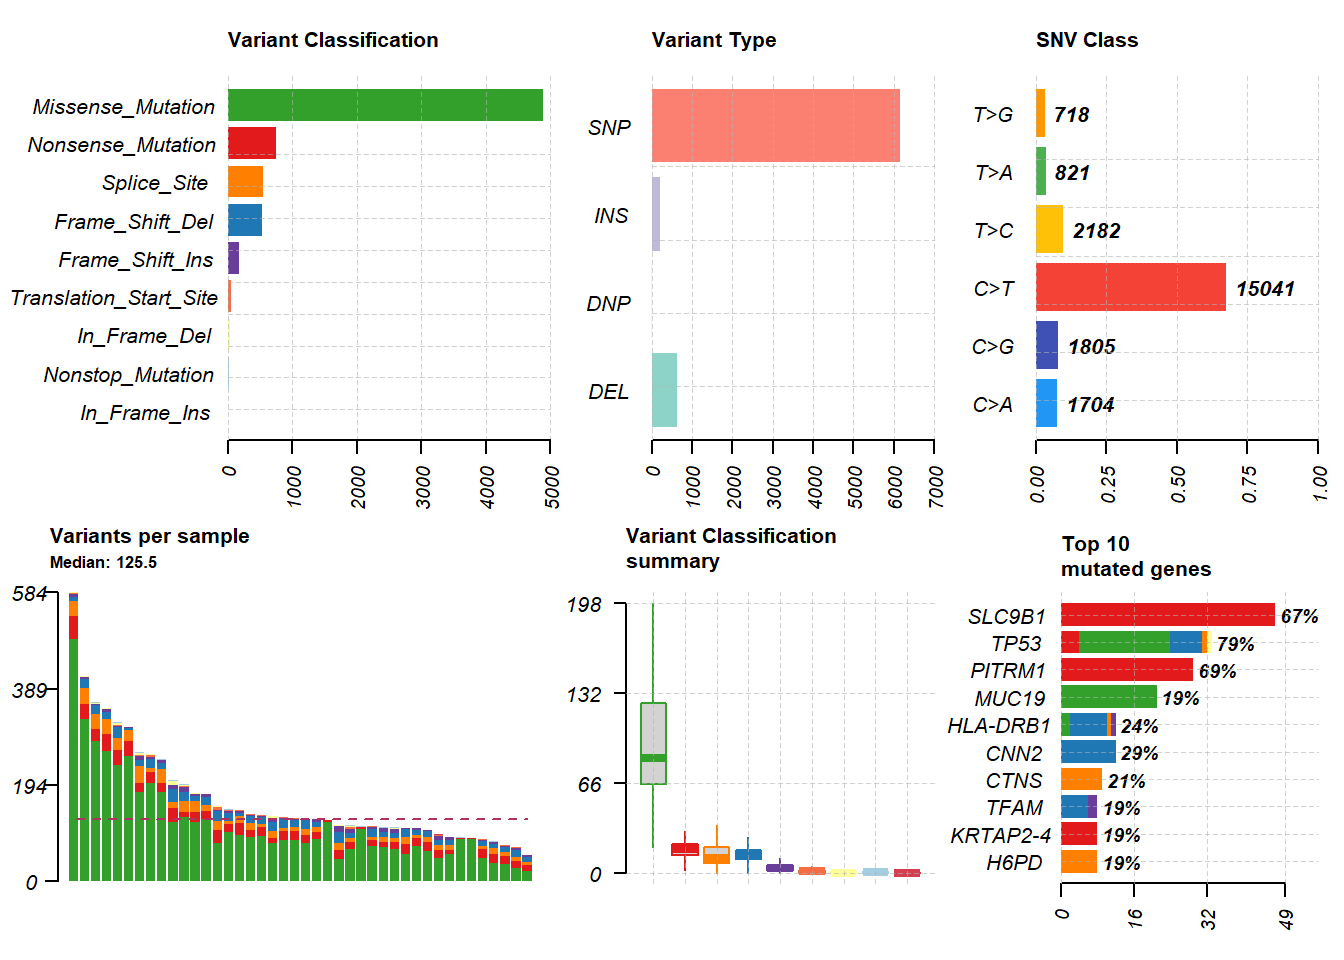 Variant Classification
Missense_Mutation
Nonsense_Mutation
Splice_Site
Frame_Shift_Del
Frame_Shift_Ins
Translation_Start_Site
In_Frame_Del
Nonstop_Mutation
In_Frame_Ins
0 1000 2000 3000 4000 5000
Variant Type
SNP
INS
DNP
DEL
0 1000 2000 3000 4000 5000 6000 7000
SNV Class
T>G 718
T>A 821
T>C 2182
C>T 15041
C>G 1805
C>A 1704
0.00 0.25 0.50 0.75 1.00
Variants per sample
Median: 125.5
584
389
194
0
Variant Classification
summary
198
132
66
0
Top 10
mutated genes
SLC9B1 67%
TP53 79%
PITRM1 69%
MUC19 19%
HLA-DRB1 24%
CNN2 29%
CTNS 21%
TFAM 19%
KRTAP2-4 19%
H6PD 19%
0 16 32 49